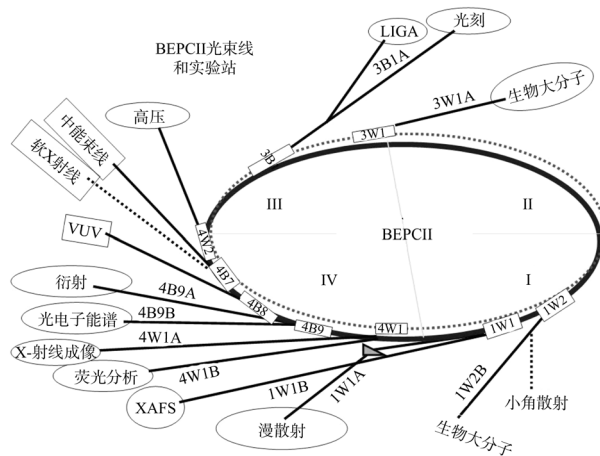 BEPCII光束线
和实验站
LIGA
光刻
3B1A
生物大分子
3W1A
高压
中能束线
软X射线
3B
3W1
III
II
VUV
4W2
BEPCII
4B7
IV
I
衍射
4B9A
4B8
1W2
光电子能谱
4B9B
4B9
4W1
1W1
X-射线成像
4W1A
荧光分析
4W1B
XAFS
1W1B
1W1A
1W2B
小角散射
漫散射
生物大分子